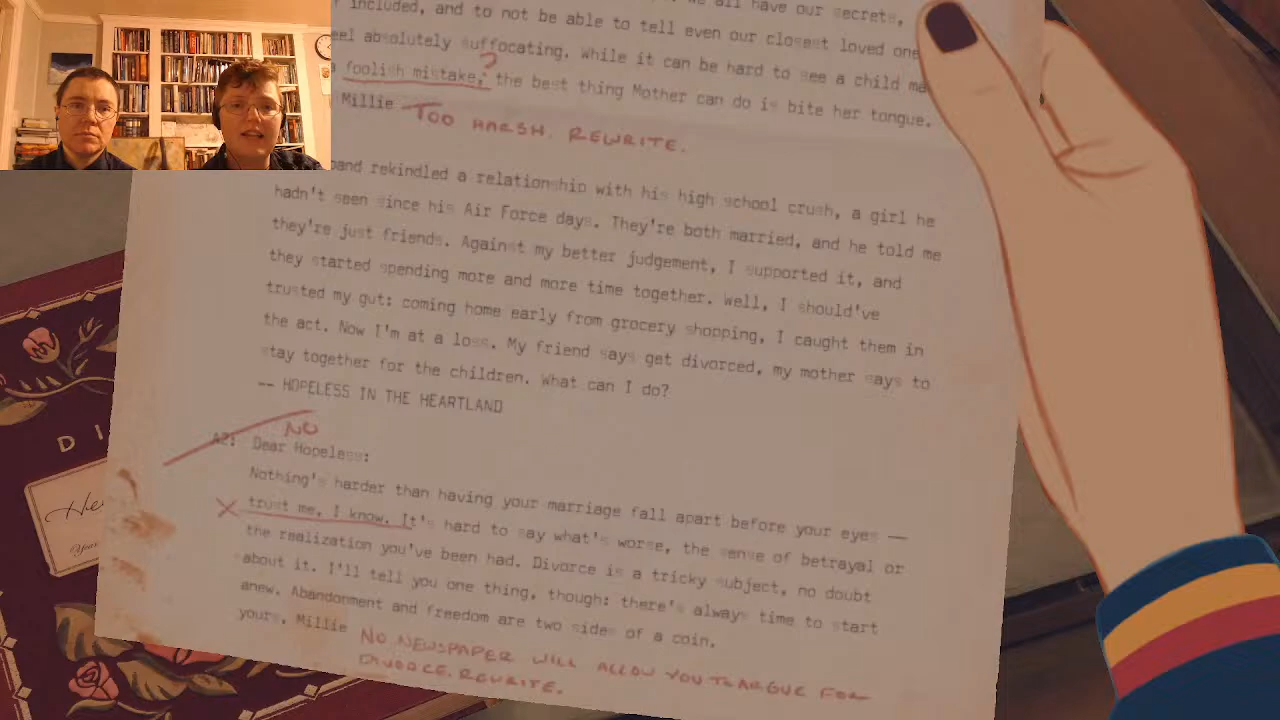 all have our secrets,
included, and to not be able to tell even our closest loved one
absolutely suffocating. While it can be hard to see a child
?
foolish mistake, the best thing Mother can do is bite her tongue.
Millie TOO HARSH. REWRITE.
rekindled a relationship with his high school crush, a girl he
hadn't seen since his Air Force days. They're both married, and he told me
they're just friends. Against my better judgement, I supported it, and
they started spending more and more time together. Well, I should've
trusted my gut: coming home early from grocery shopping, I caught them in
the act. Now I'm at a loss. My friend says get divorced, my mother says to
stay together for the children. What can I do?
-- HOPELESS IN THE HEARTLAND
NO
A2: Dear Hopeless:
Nothing's harder than having your marriage fall apart before your eyes —
X trust me, I know. It's hard to say what's worse, the sense of betrayal or
the realization you've been had. Divorce is a tricky subject, no doubt
about it. I'll tell you one thing, though: there's always time to start
anew. Abandonment and freedom are two sides of a coin.
yours, Millie NO NEWSPAPER WILL ALLOW YOU TO ARGUE FOR
DIVORCE. REWRITE.
DI
He
You